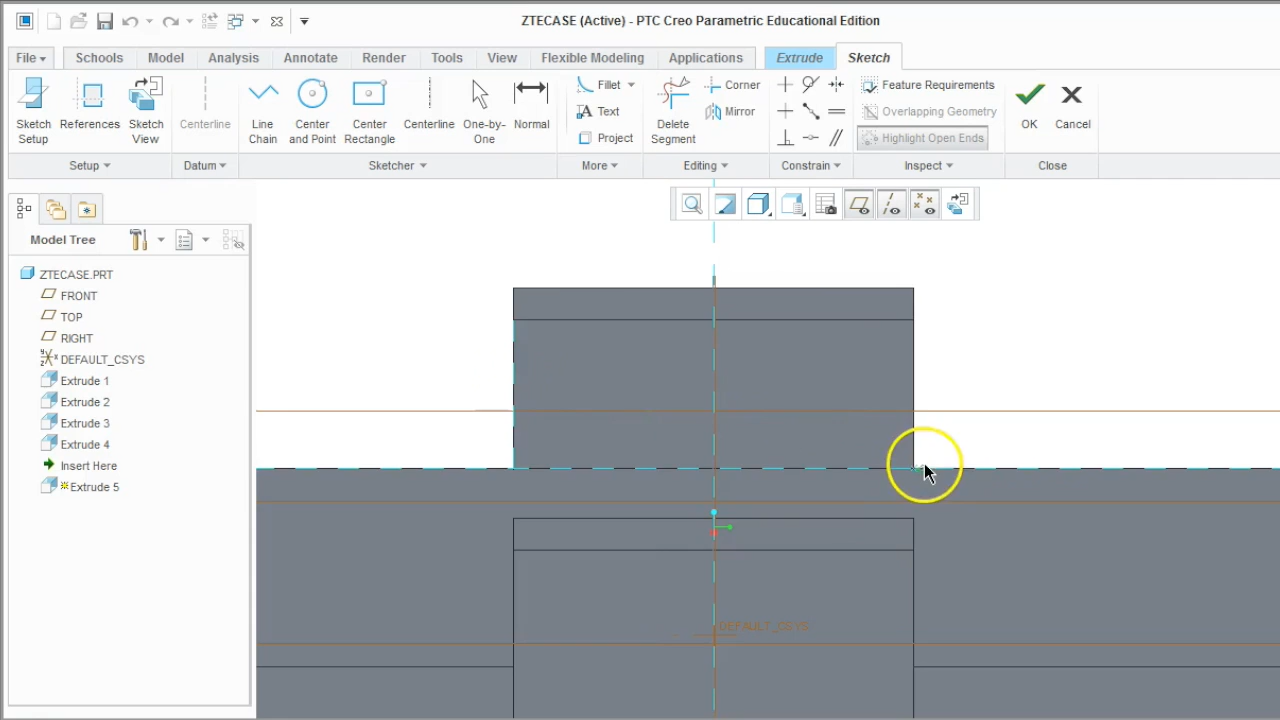 ZTECASE (Active) - PTC Creo Parametric Educational Edition
File Schools Model Analysis Annotate Render Tools View Flexible Modeling Applications Extrude Sketch
Sketch Setup
References
Sketch View
Centerline
Line Chain
Center and Point
Center Rectangle
Centerline
One-by-One
Normal
Fillet
Text
Project
Delete Segment
Corner
Mirror
Feature Requirements
Overlapping Geometry
Highlight Open Ends
OK
Cancel
Setup Datum Sketcher More Editing Constrain Inspect Close
Model Tree
ZTECASE.PRT
FRONT
TOP
RIGHT
DEFAULT_CSYS
Extrude 1
Extrude 2
Extrude 3
Extrude 4
Insert Here
Extrude 5
DEFAULT_CSYS